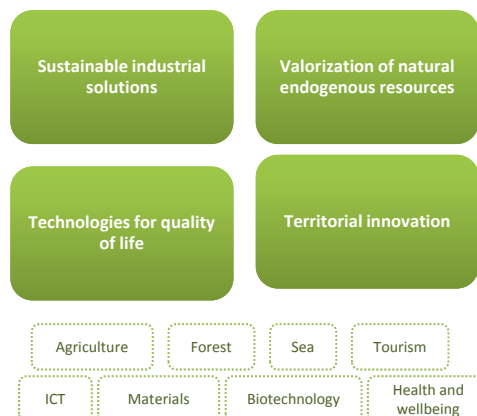 Sustainable industrial
solutions
Valorization of natural
endogenous resources
Technologies for quality
of life
Territorial innovation
Agriculture
Forest
Sea
Tourism
ICT
Materials
Biotechnology
Health and
wellbeing